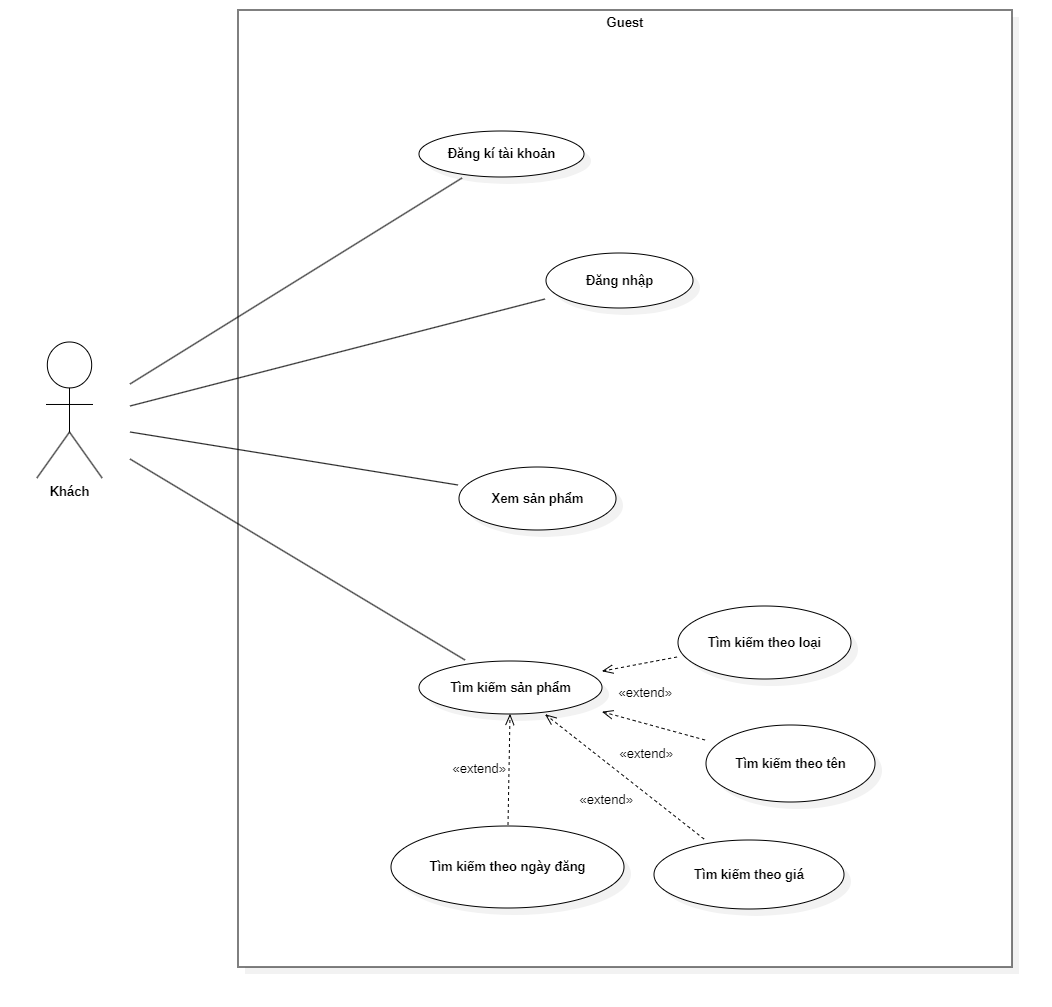 Guest
Đăng kí tài khoản
Đăng nhập
Khách
Xem sản phẩm
Tìm kiếm theo loại
Tìm kiếm sản phẩm
«extend»
«extend»
Tìm kiếm theo tên
«extend»
«extend»
Tìm kiếm theo ngày đăng
Tìm kiếm theo giá